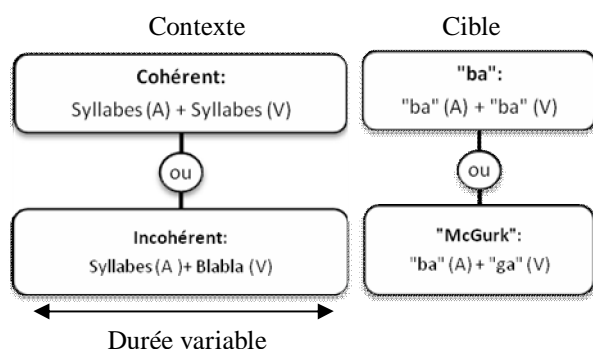 Contexte
Cible
Cohérent:
Syllabes (A) + Syllabes (V)
"ba":
"ba" (A) + "ba" (V)
ou
ou
Incohérent:
Syllabes (A )+ Blabla (V)
"McGurk":
"ba" (A) + "ga" (V)
Durée variable